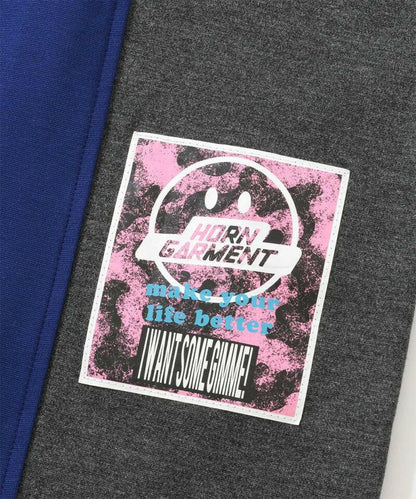 HORN
GARMENT
make your
life better
I WANT SOME GIMME!